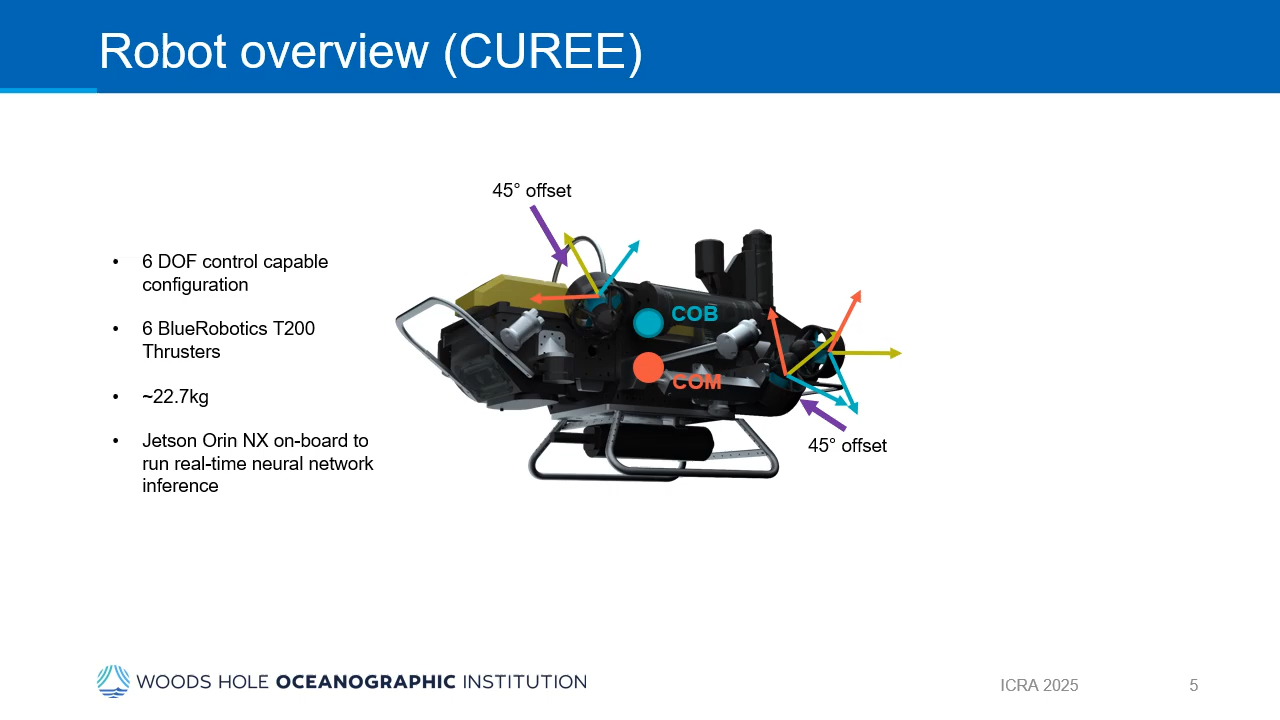 Robot overview (CUREE)
45° offset
• 6 DOF control capable
configuration
• 6 BlueRobotics T200
Thrusters
• ~22.7kg
• Jetson Orin NX on-board to
run real-time neural network
inference
COB
COM
45° offset
WOODS HOLE OCEANOGRAPHIC INSTITUTION
ICRA 2025
5